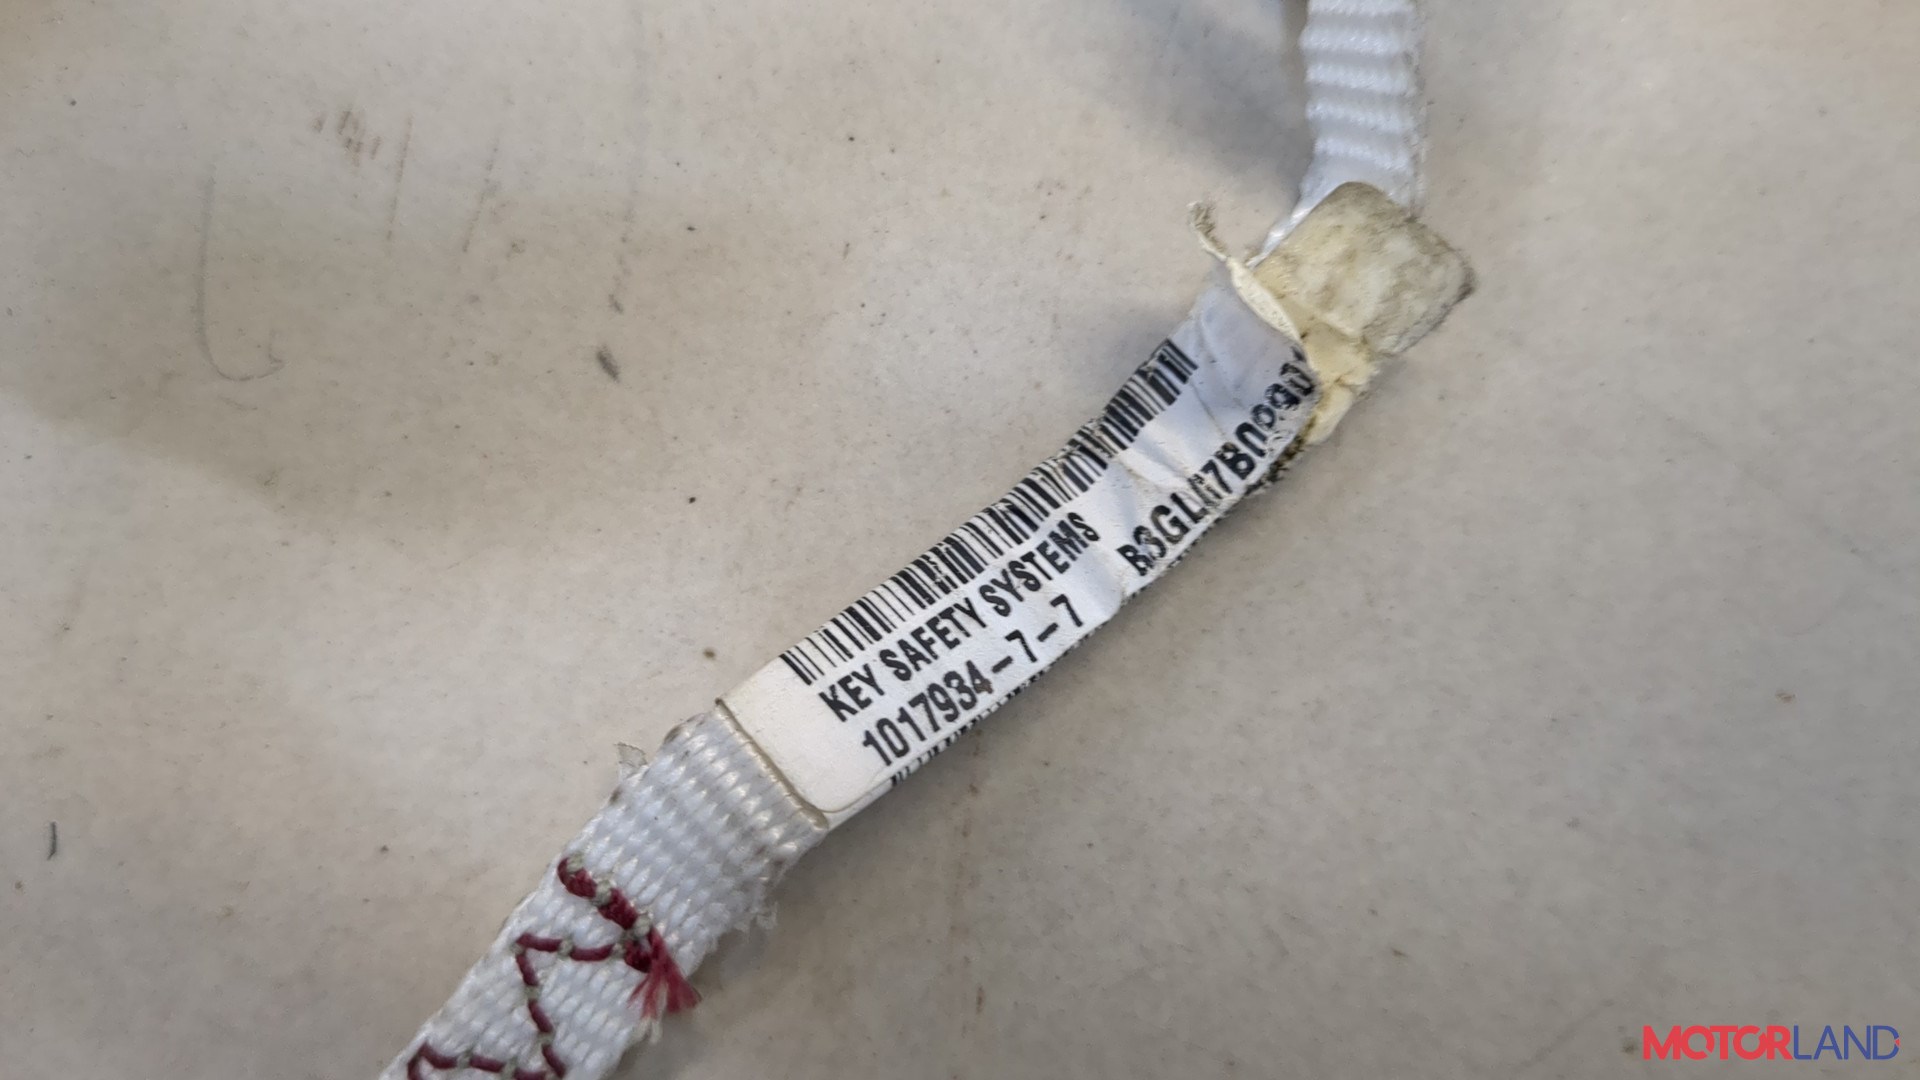 KEY SAFETY SYSTEMS
1017934-7-7
MOTORLAND